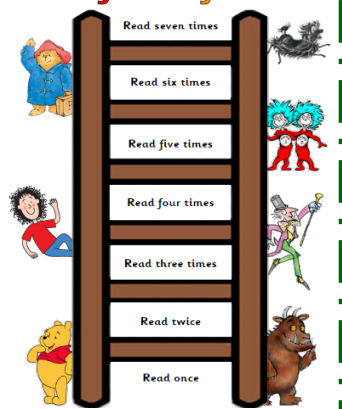 Read seven times
Read six times
Read five times
Read four times
Read three times
Read twice
Read once